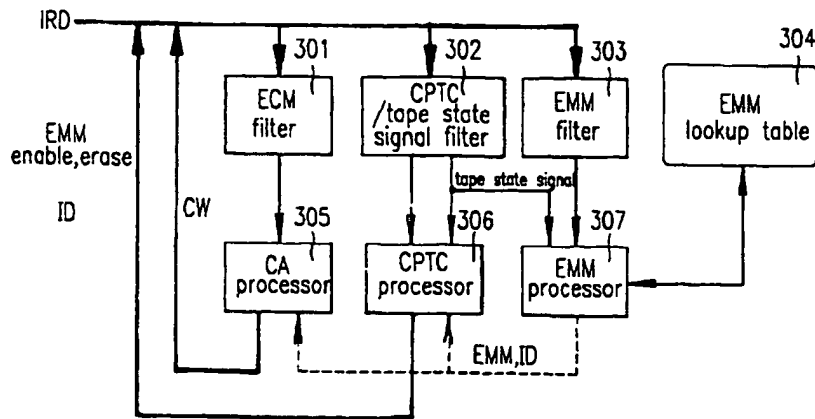 IRD
301
302
303
304
ECM
filter
CPTC
/tape state
signal filter
EMM
filter
EMM
lookup table
EMM
enable,erase
ID
CW
tape state signal
305
306
307
CA
processor
CPTC
processor
EMM
processor
EMM,ID